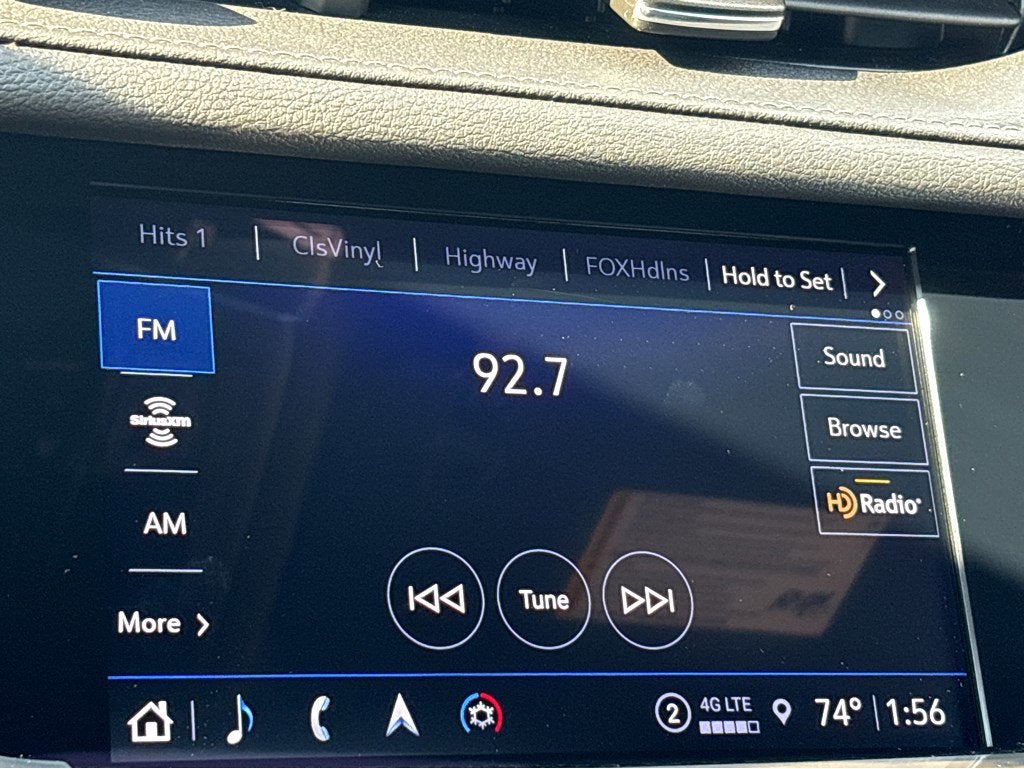 Hits 1 ClsVinyl Highway FOXHdlns Hold to Set
FM
92.7
Sound
SiriusXM
Browse
HD Radio
AM
Tune
More
2 4G LTE 74° 1:56